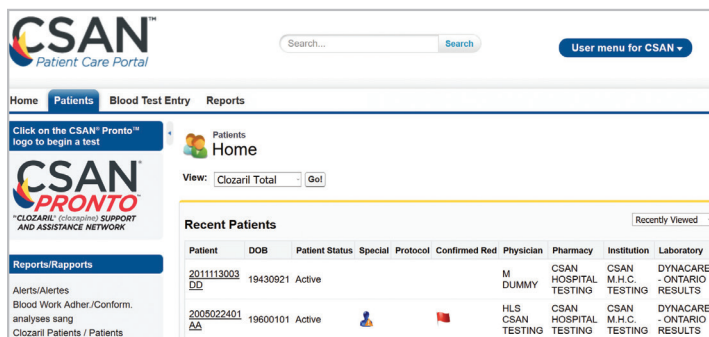 CSAN™
Patient Care Portal
Search...
Search
User menu for CSAN
Home Patients Blood Test Entry Reports
Click on the CSAN® Pronto™
logo to begin a test
CSAN
PRONTO™
"CLOZARIL" (clozapine) SUPPORT
AND ASSISTANCE NETWORK
Reports/Rapports
Alerts/Alertes
Blood Work Adher./Conform.
analyses sang
Clozaril Patients / Patients
Patients
Home
View: Clozaril Total Go!
Recent Patients
Recently Viewed
Patient DOB Patient Status Special Protocol Confirmed Red Physician Pharmacy Institution Laboratory
2011113003 19430921 Active M CSAN CSAN DYNACARE
DD DUMMY HOSPITAL M.H.C. - ONTARIO
TESTING TESTING RESULTS
2005022401 19600101 Active HLS CSAN CSAN DYNACARE
AA CSAN HOSPITAL M.H.C. - ONTARIO
TESTING TESTING TESTING RESULTS